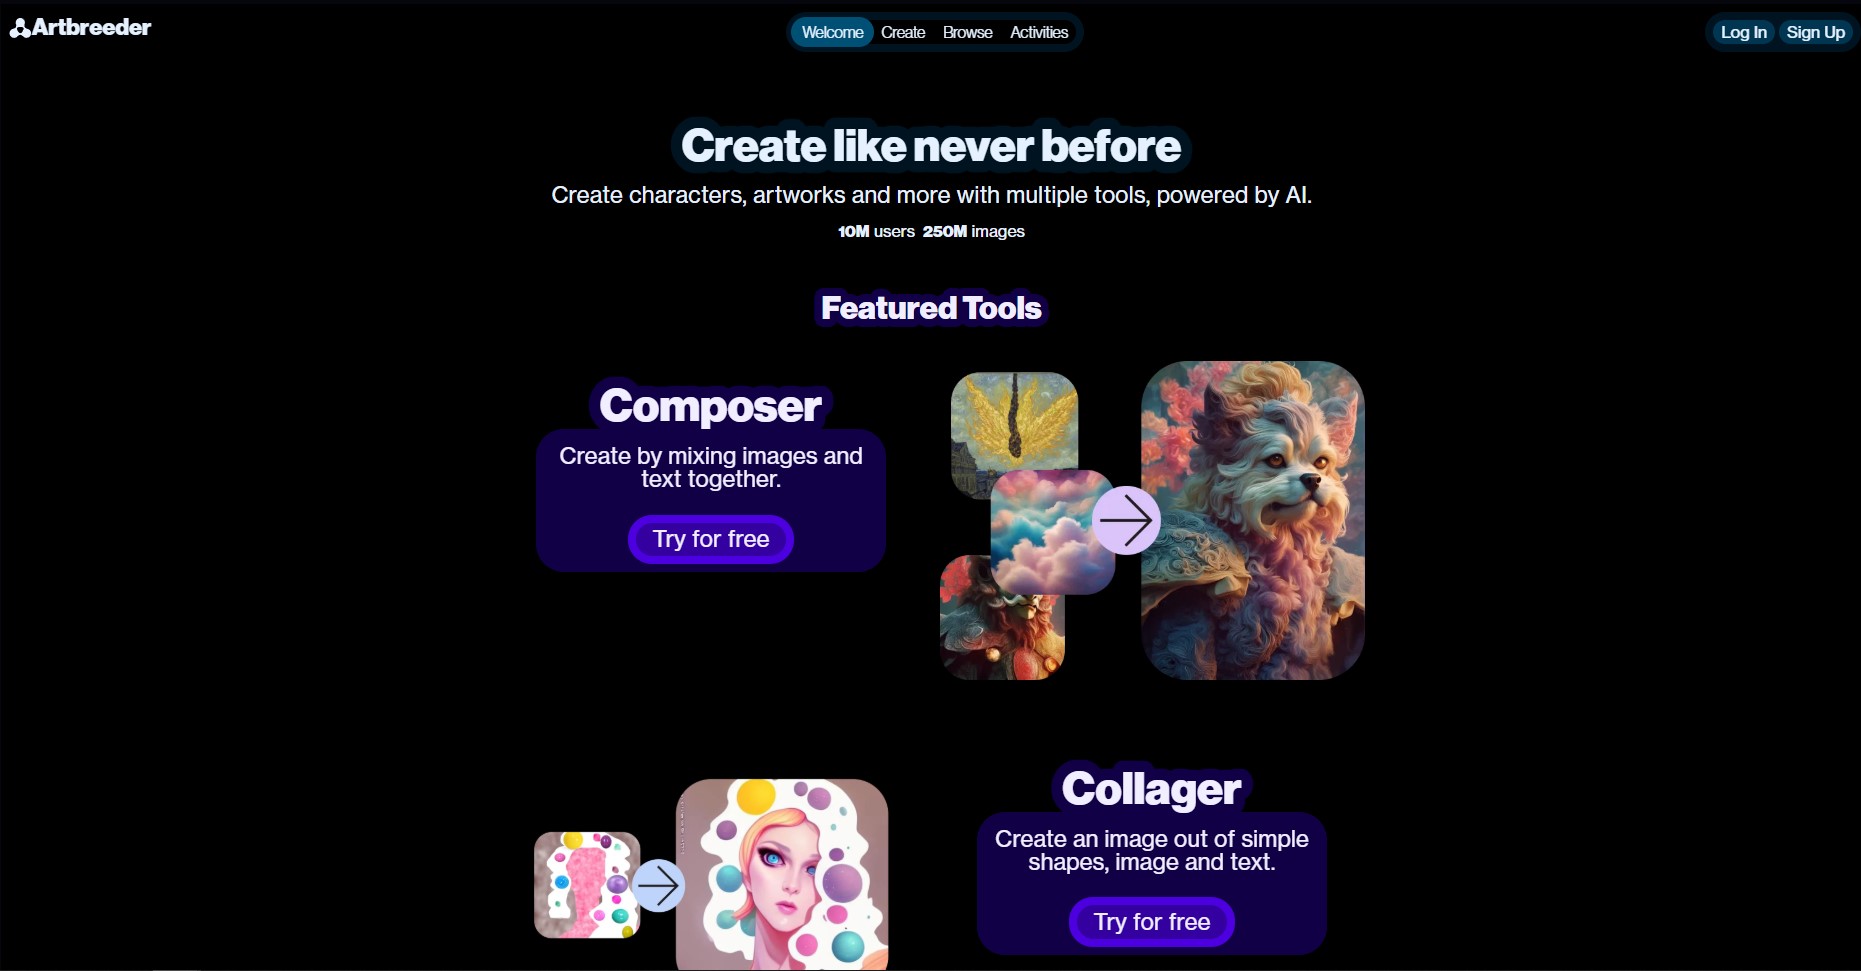 Artbreeder
Welcome Create Browse Activities
Log In Sign Up
Create like never before
Create characters, artworks and more with multiple tools, powered by AI.
10M users 250M images
Featured Tools
Composer
Create by mixing images and
text together.
Try for free
Collager
Create an image out of simple
shapes, image and text.
Try for free